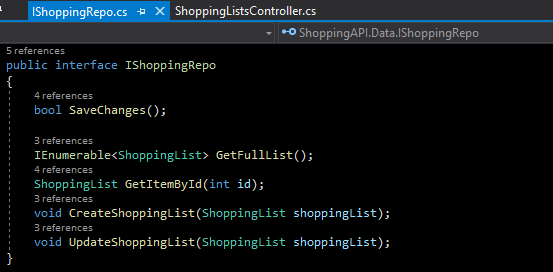 IShoppingRepo.cs ShoppingListsController.cs
ShoppingAPI.Data.IShoppingRepo
5 references
public interface IShoppingRepo
{
4 references
bool SaveChanges();
3 references
IEnumerable<ShoppingList> GetFullList();
4 references
ShoppingList GetItemById(int id);
3 references
void CreateShoppingList(ShoppingList shoppingList);
3 references
void UpdateShoppingList(ShoppingList shoppingList);
}